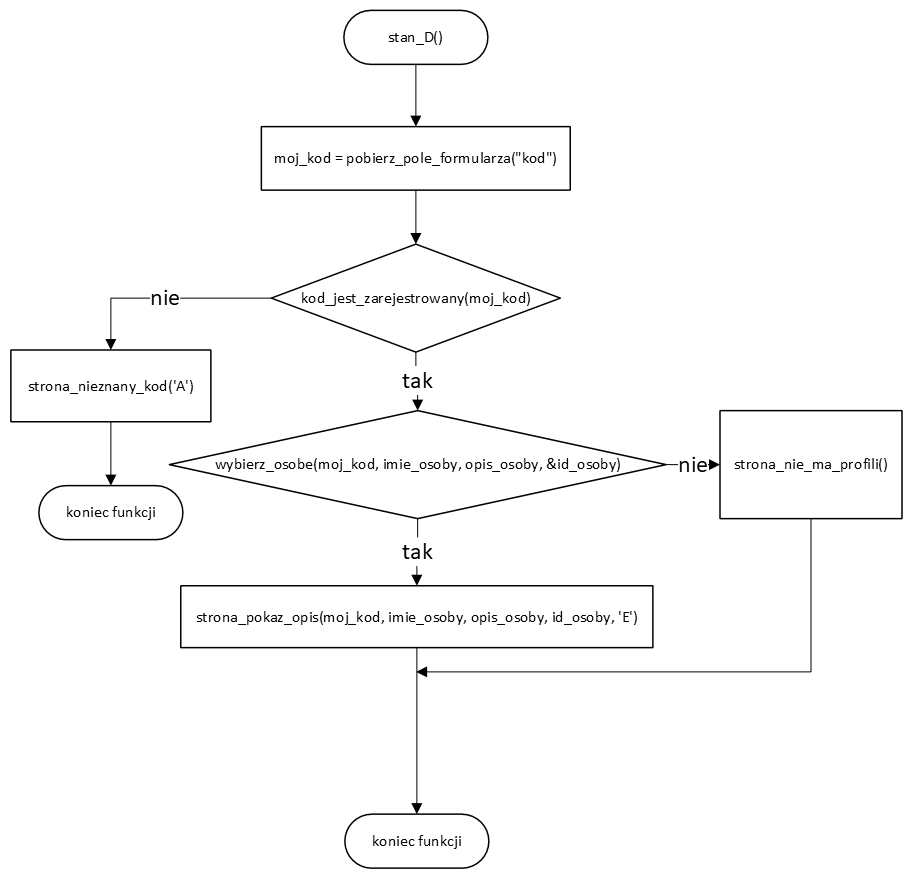 stan_D()
moj_kod = pobierz_pole_formularza("kod")
kod_jest_zarejestrowany(moj_kod)
nie
strona_nieznany_kod('A')
koniec funkcji
tak
wybierz_osobe(moj_kod, imie_osoby, opis_osoby, &id_osoby)
nie
strona_nie_ma_profili()
tak
strona_pokaz_opis(moj_kod, imie_osoby, opis_osoby, id_osoby, 'E')
koniec funkcji